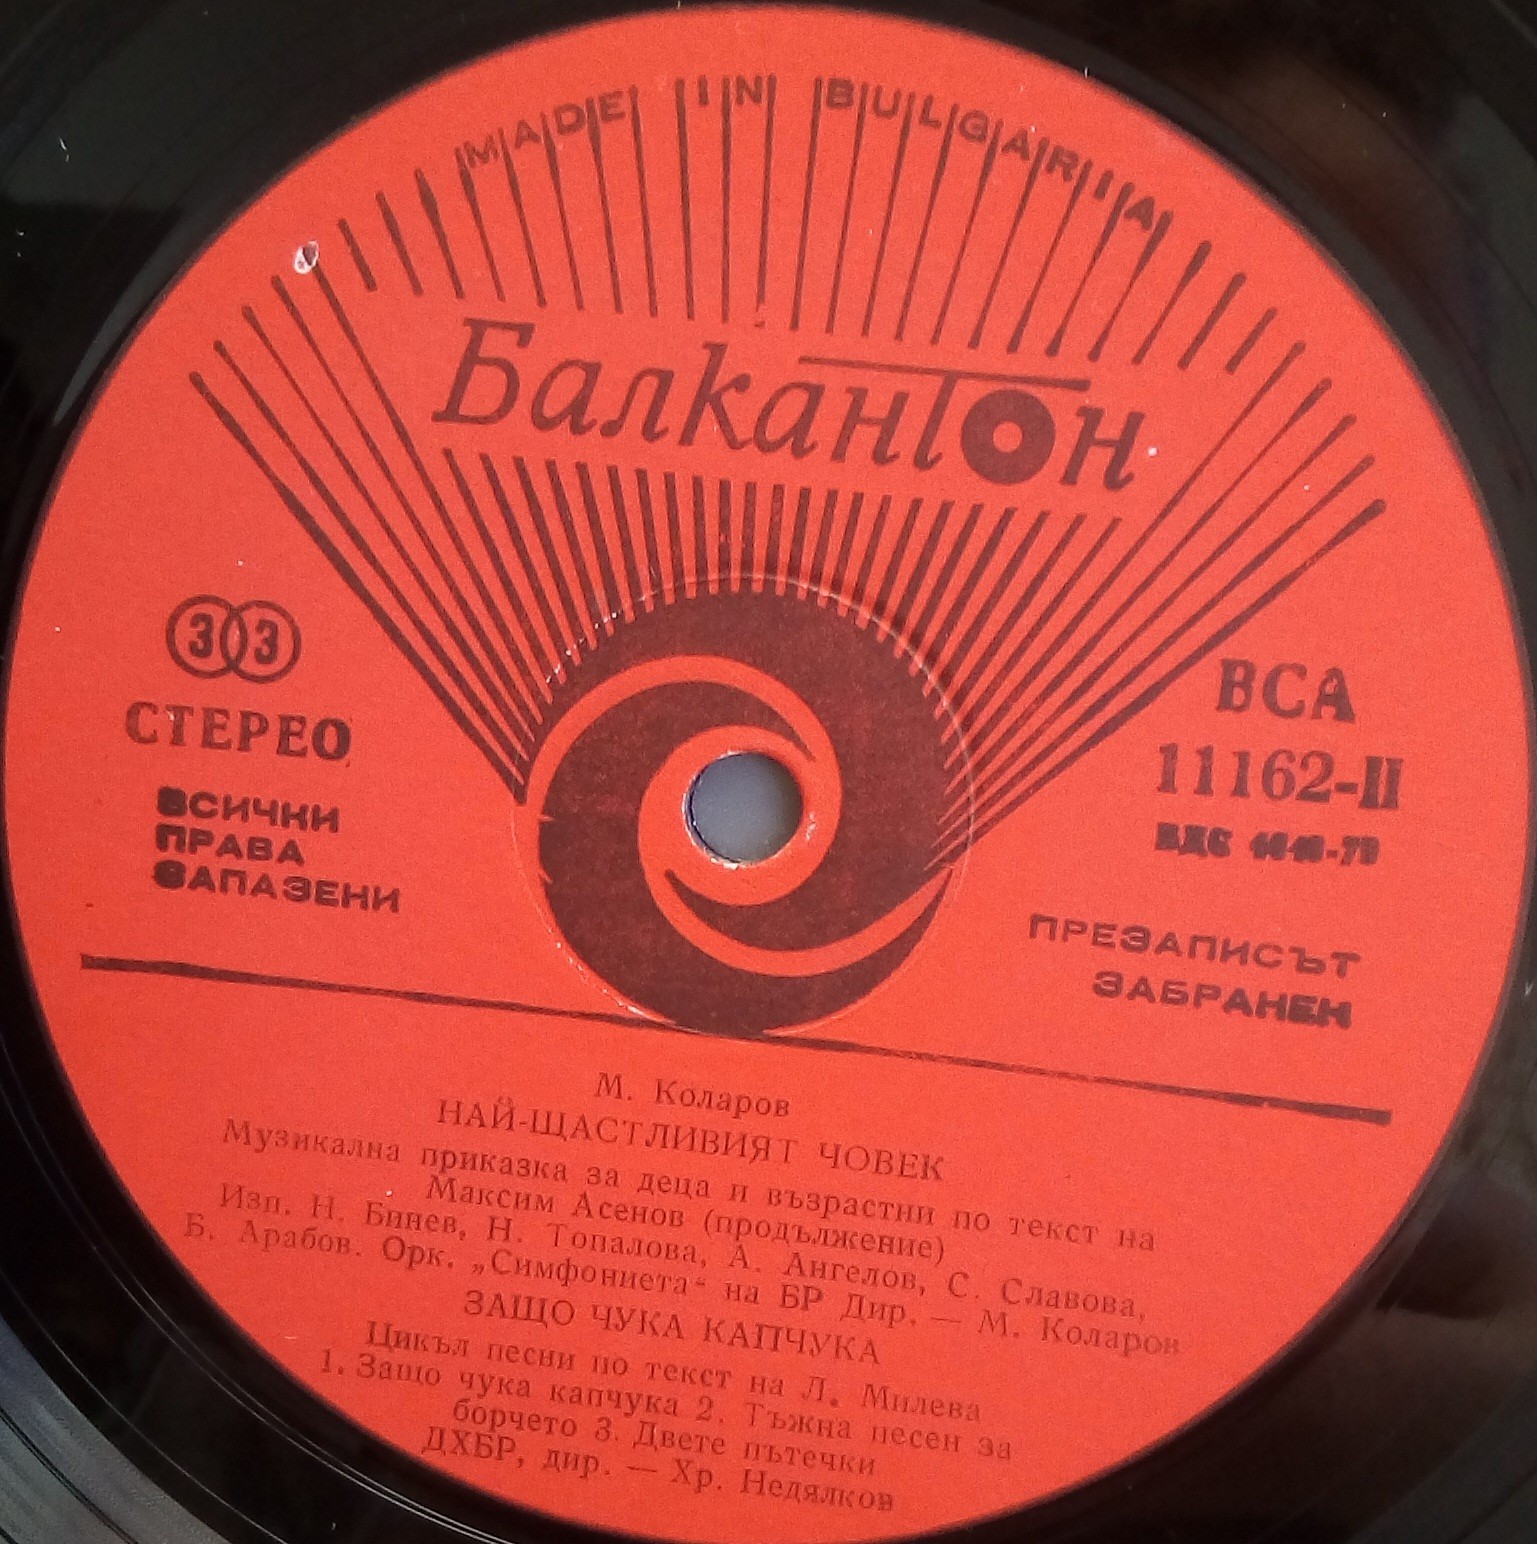 MADE IN BULGARIA
Балкантон
33
СТЕРЕО
ВСИЧКИ
ПРАВА
ЗАПАЗЕНИ
ВСА
11162-II
БДС
ПРЕЗАПИСЪТ
ЗАБРАНЕН
М. Коларов
НАЙ-ЩАСТЛИВИЯТ ЧОВЕК
Музикална приказка за деца и възрастни по текст на
Максим Асенов (продължение)
Изп. Н. Бинев, Н. Топалова, А. Ангелов, С. Славова,
Б. Арабов. Орк. „Симфониета“ на БР Дир. — М. Коларов
ЗАЩО ЧУКА КАПЧУКА
Цикъл песни по текст на Л. Милева
1. Защо чука капчука 2. Тъжна песен за
борчето 3. Двете пътечки
ДХБР, дир. — Хр. Недялков